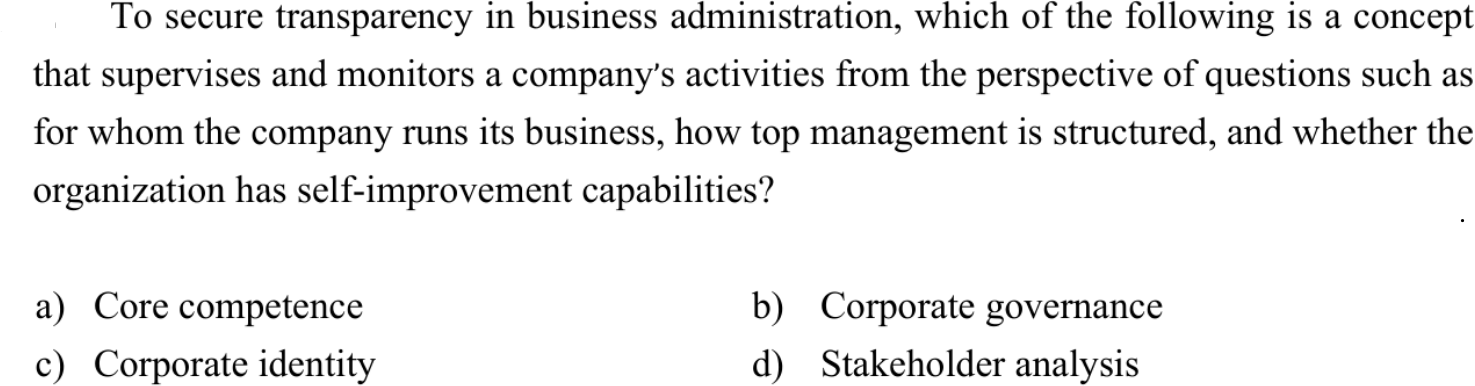 To secure transparency in business administration, which of the following is a concept
that supervises and monitors a company's activities from the perspective of questions such as
for whom the company runs its business, how top management is structured, and whether the
organization has self-improvement capabilities?
a) Core competence b) Corporate governance
c) Corporate identity d) Stakeholder analysis